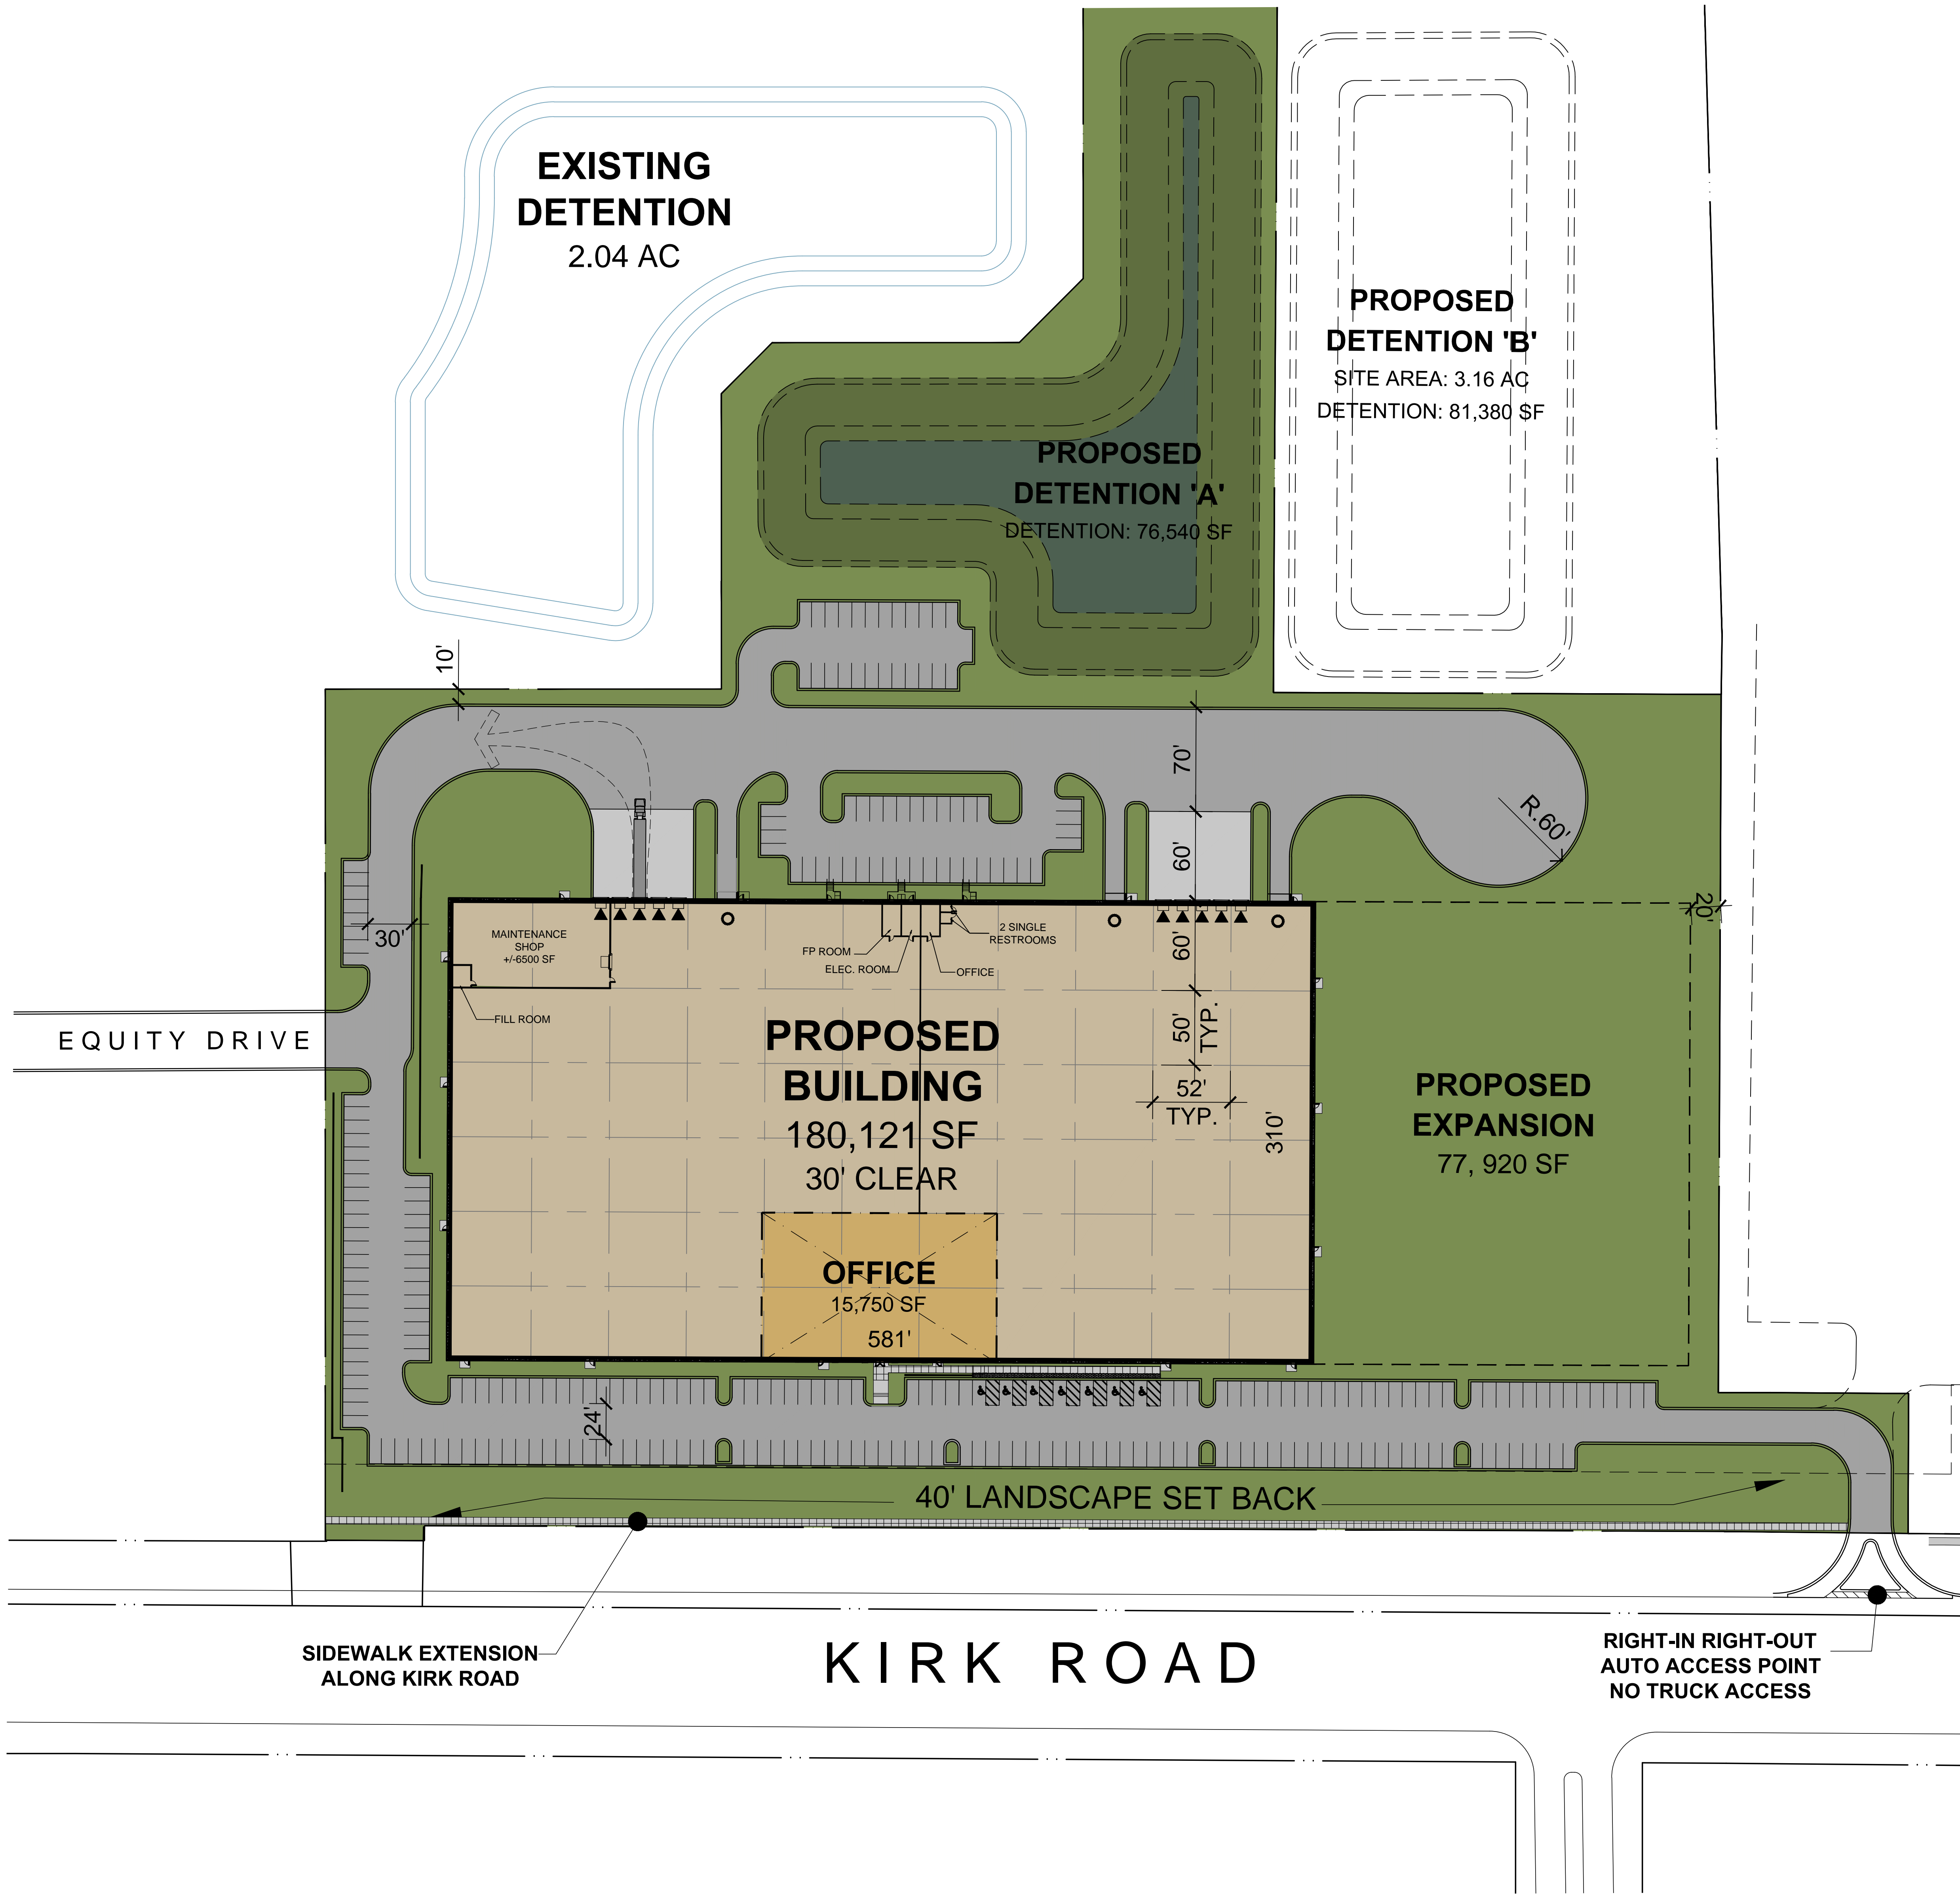 EXISTING
DETENTION
2.04 AC
PROPOSED
DETENTION 'B'
SITE AREA: 3.16 AC
DETENTION: 81,380 SF
PROPOSED
DETENTION 'A'
DETENTION: 76,540 SF
10'
70'
R.60'
60'
20'
30'
MAINTENANCE
SHOP
+/-6500 SF
FP ROOM
ELEC. ROOM
OFFICE
2 SINGLE
RESTROOMS
60'
FILL ROOM
EQUITY DRIVE
50'
TYP.
52'
TYP.
310'
PROPOSED
BUILDING
180,121 SF
30' CLEAR
PROPOSED
EXPANSION
77, 920 SF
OFFICE
15,750 SF
581'
24'
40' LANDSCAPE SET BACK
SIDEWALK EXTENSION
ALONG KIRK ROAD
KIRK ROAD
RIGHT-IN RIGHT-OUT
AUTO ACCESS POINT
NO TRUCK ACCESS